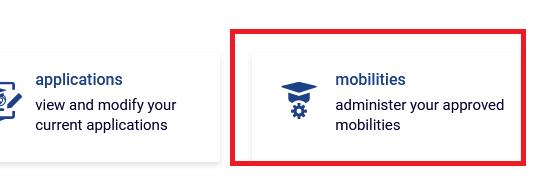 applications
view and modify your
current applications
mobilities
administer your approved
mobilities